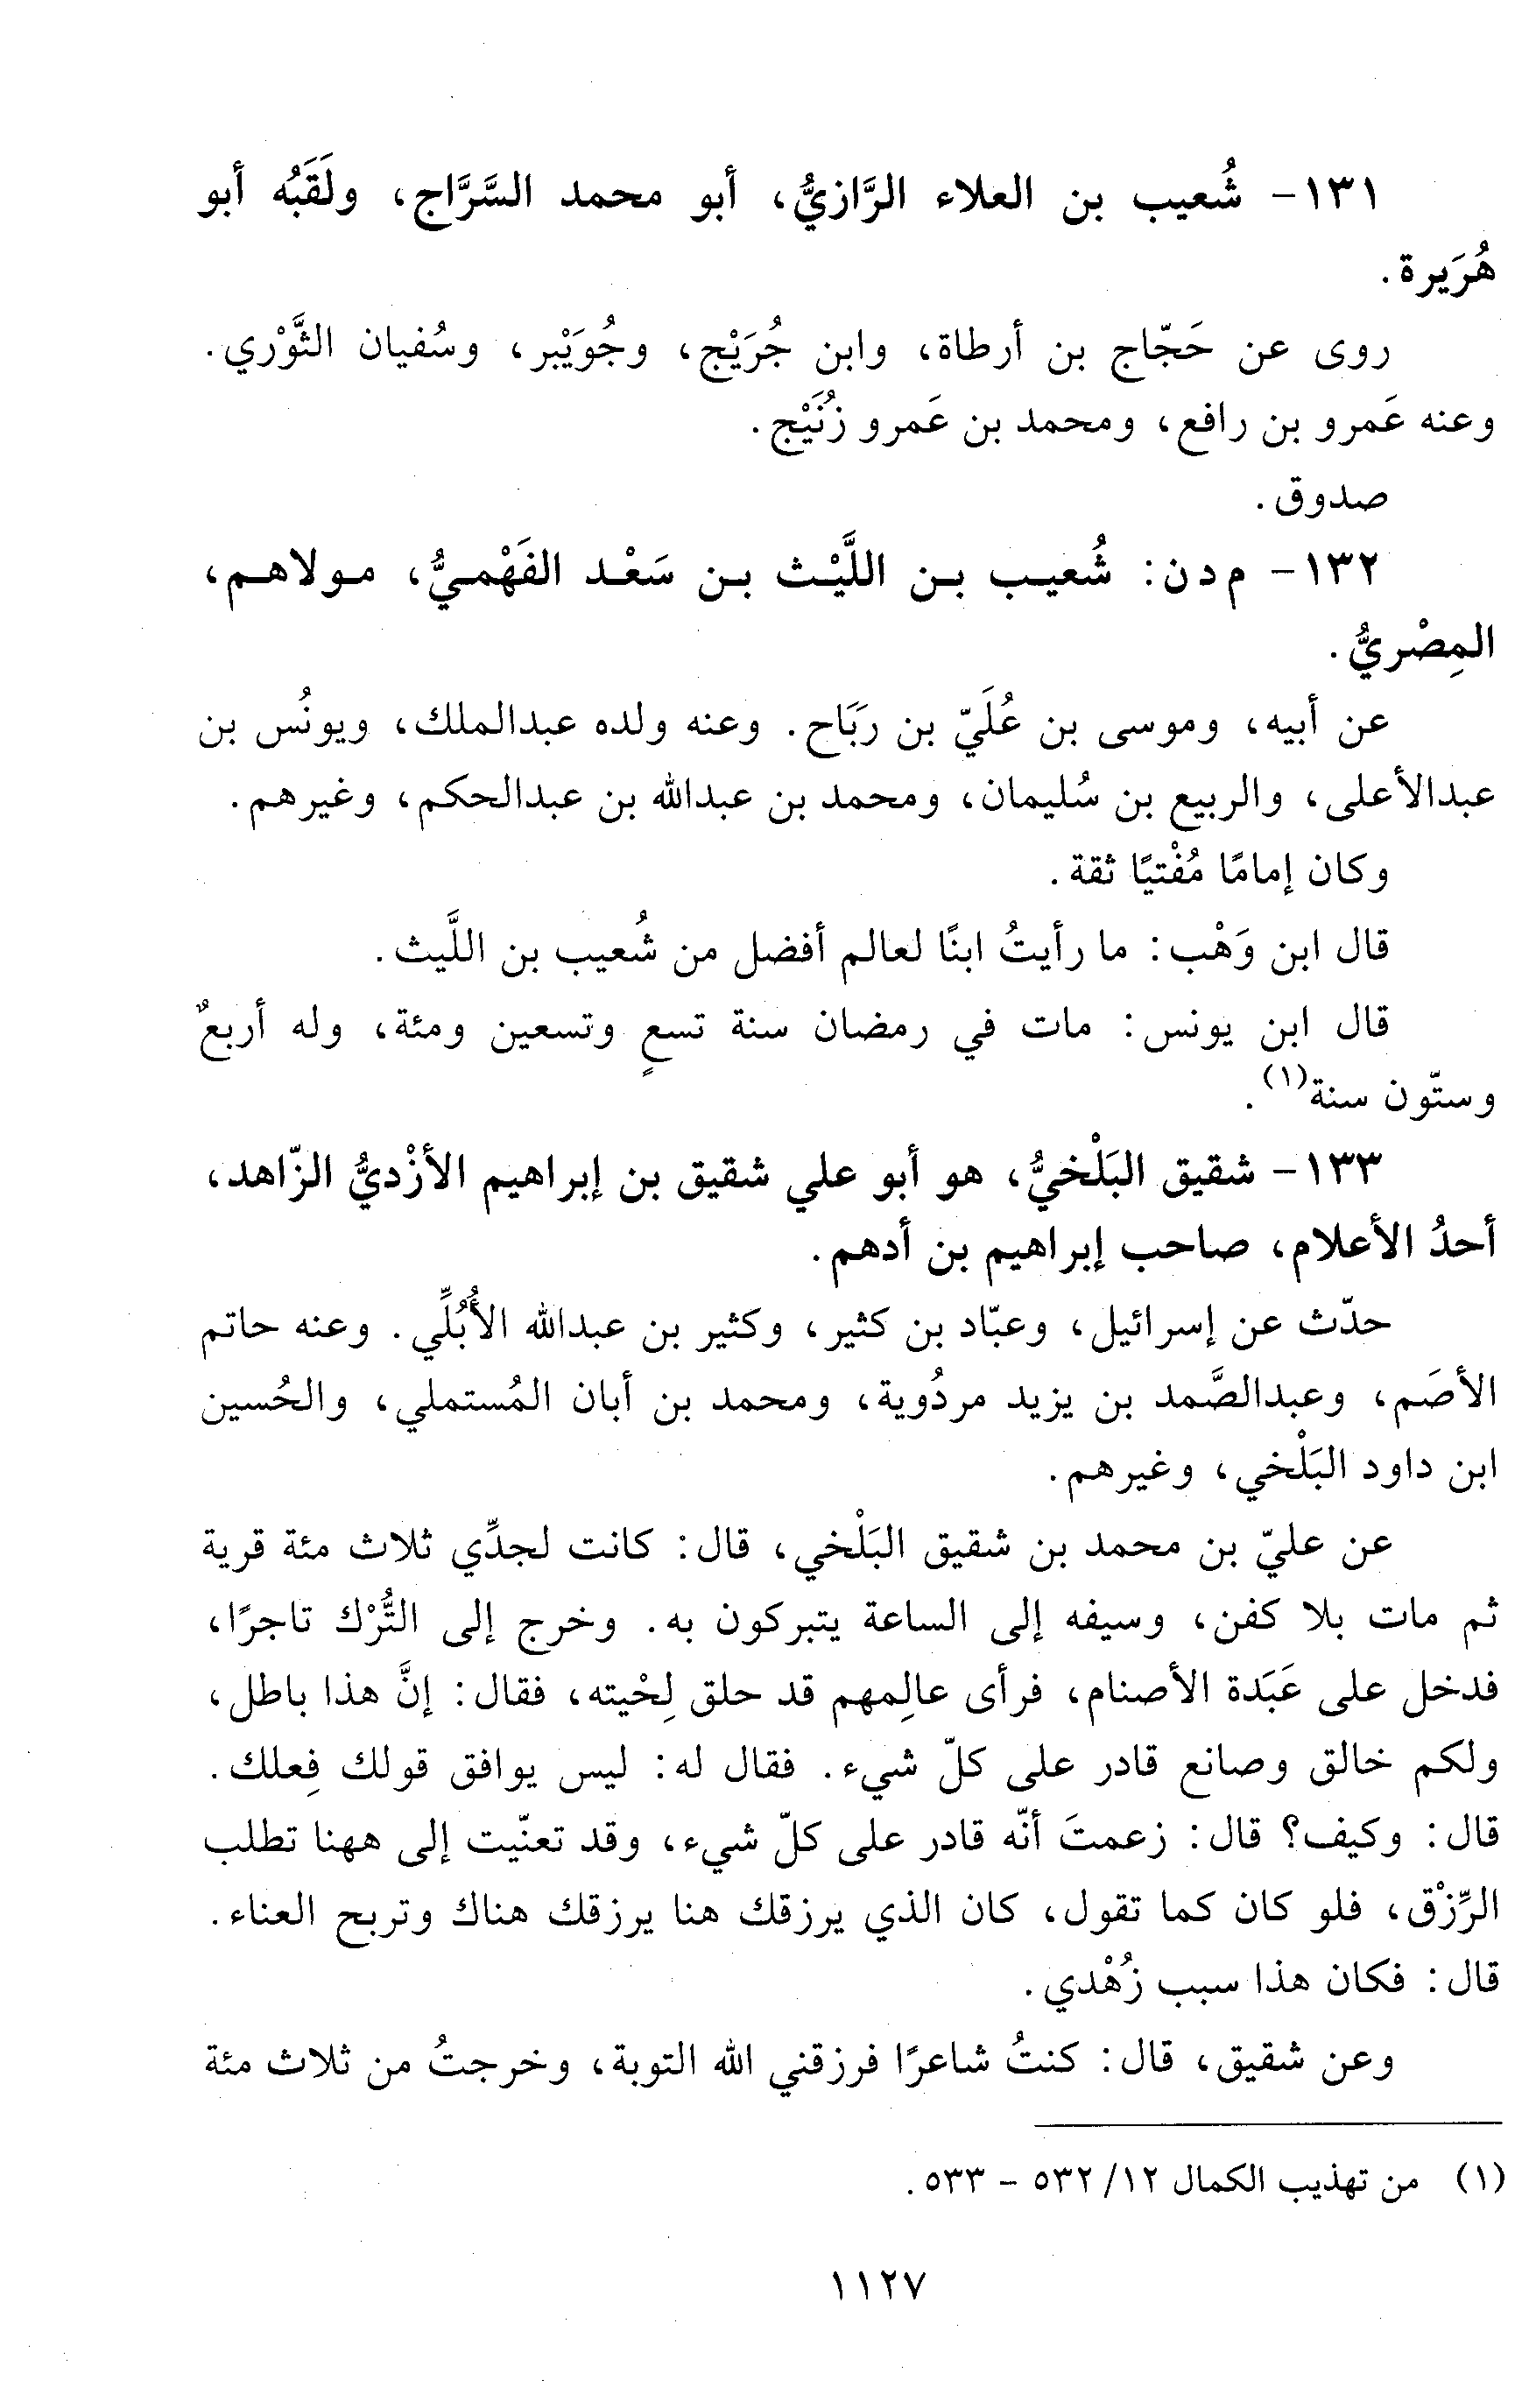 ١٣١- شُعيب بن العلاء الرَّازيُّ، أبو محمد السَّرَّاج، ولَقَبُه أبو
هُرَيرة.
روى عن حَجّاج بن أرطاة، وابن جُرَيْج، وجُوَيْبر، وسُفيان الثَّوْري.
وعنه عَمرو بن رافع، ومحمد بن عَمرو زُنَيْج.
صدوق.
١٣٢- م د ن: شُعيب بن اللَّيْث بن سَعْد الفَهْميُّ، مولاهم،
المِصْريُّ.
عن أبيه، وموسى بن عُلَيّ بن رَبَاح. وعنه ولده عبدالملك، ويونُس بن
عبدالأعلى، والربيع بن سُليمان، ومحمد بن عبدالله بن عبدالحكم، وغيرهم.
وكان إمامًا مُفْتيًا ثقة.
قال ابن وَهْب: ما رأيتُ ابنًا لعالم أفضل من شُعيب بن اللَّيث.
قال ابن يونس: مات في رمضان سنة تسعٍ وتسعين ومئة، وله أربعٌ
وستّون سنة(١).
١٣٣- شقيق البَلْخيُّ، هو أبو علي شقيق بن إبراهيم الأزْديُّ الزّاهد،
أحدُ الأعلام، صاحب إبراهيم بن أدهم.
حدّث عن إسرائيل، وعبّاد بن كثير، وكثير بن عبدالله الأُبُلِّي. وعنه حاتم
الأصَم، وعبدالصَّمد بن يزيد مردُوية، ومحمد بن أبان المُستملي، والحُسين
ابن داود البَلْخي، وغيرهم.
عن عليّ بن محمد بن شقيق البَلْخي، قال: كانت لجدِّي ثلاث مئة قرية
ثم مات بلا كفن، وسيفه إلى الساعة يتبركون به. وخرج إلى التُّرْك تاجرًا،
فدخل على عَبَدة الأصنام، فرأى عالِمهم قد حلق لِحْيته، فقال: إنَّ هذا باطل،
ولكم خالق وصانع قادر على كلّ شيء. فقال له: ليس يوافق قولك فِعلك.
قال: وكيف؟ قال: زعمتَ أنّه قادر على كلّ شيء، وقد تعنّيت إلى ههنا تطلب
الرِّزْق، فلو كان كما تقول، كان الذي يرزقك هنا يرزقك هناك وتربح العناء.
قال: فكان هذا سبب زُهْدي.
وعن شقيق، قال: كنتُ شاعرًا فرزقني الله التوبة، وخرجتُ من ثلاث مئة
(١) من تهذيب الكمال ١٢/ ٥٣٢ - ٥٣٣.
١١٢٧